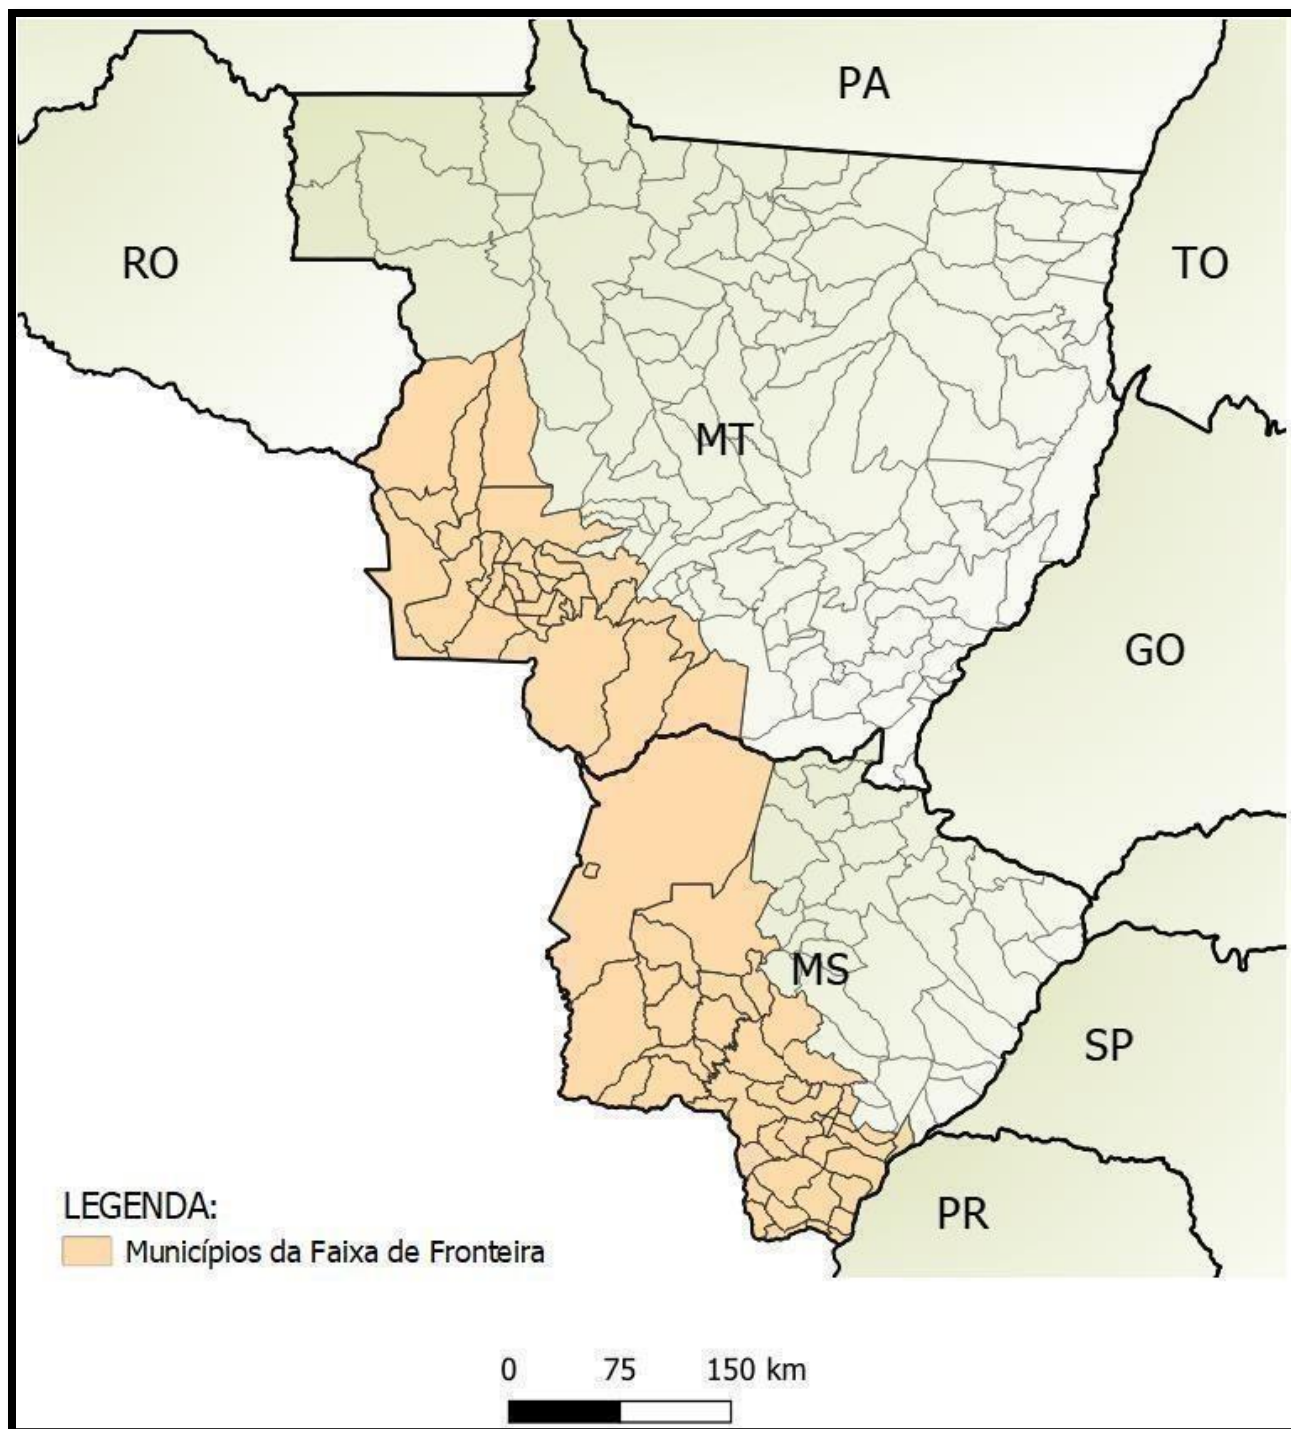 PA
RO
TO
MT
GO
MS
SP
PR
LEGENDA:
Municípios da Faixa de Fronteira
0 75 150 km